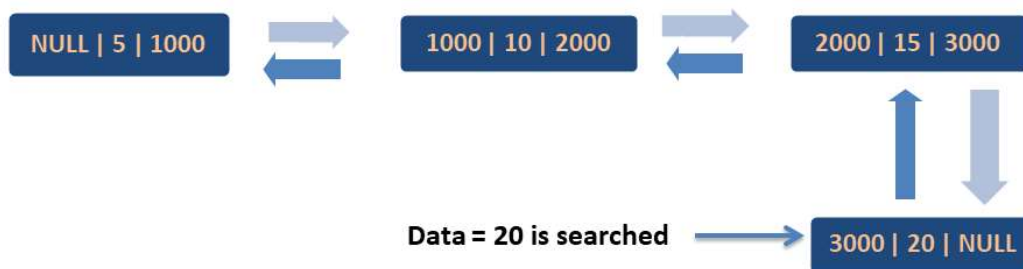 NULL | 5 | 1000
1000 | 10 | 2000
2000 | 15 | 3000
Data = 20 is searched
3000 | 20 | NULL